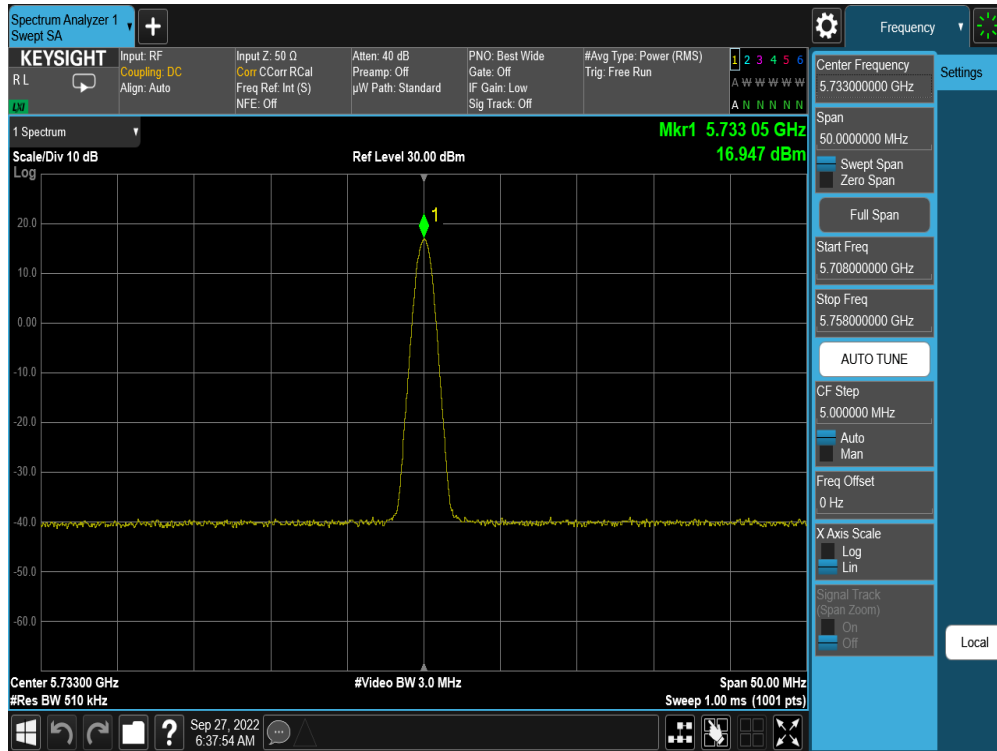 Spectrum Analyzer 1
Swept SA
+
Frequency
KEYSIGHT
R L
LXI
Input: RF
Coupling: DC
Align: Auto
Input Z: 50 Ω
Corr CCorr RCal
Freq Ref: Int (S)
NFE: Off
Atten: 40 dB
Preamp: Off
µW Path: Standard
PNO: Best Wide
Gate: Off
IF Gain: Low
Sig Track: Off
#Avg Type: Power (RMS)
Trig: Free Run
1 2 3 4 5 6
A W W W W W
A N N N N N
1 Spectrum
Scale/Div 10 dB
Log
Ref Level 30.00 dBm
Mkr1 5.733 05 GHz
16.947 dBm
1
20.0
10.0
0.00
-10.0
-20.0
-30.0
-40.0
-50.0
-60.0
Center 5.73300 GHz
#Res BW 510 kHz
#Video BW 3.0 MHz
Span 50.00 MHz
Sweep 1.00 ms (1001 pts)
Center Frequency
5.733000000 GHz
Span
50.0000000 MHz
Swept Span
Zero Span
Full Span
Start Freq
5.708000000 GHz
Stop Freq
5.758000000 GHz
AUTO TUNE
CF Step
5.000000 MHz
Auto
Man
Freq Offset
0 Hz
X Axis Scale
Log
Lin
Signal Track
(Span Zoom)
On
Off
Settings
Local
?
Sep 27, 2022
6:37:54 AM